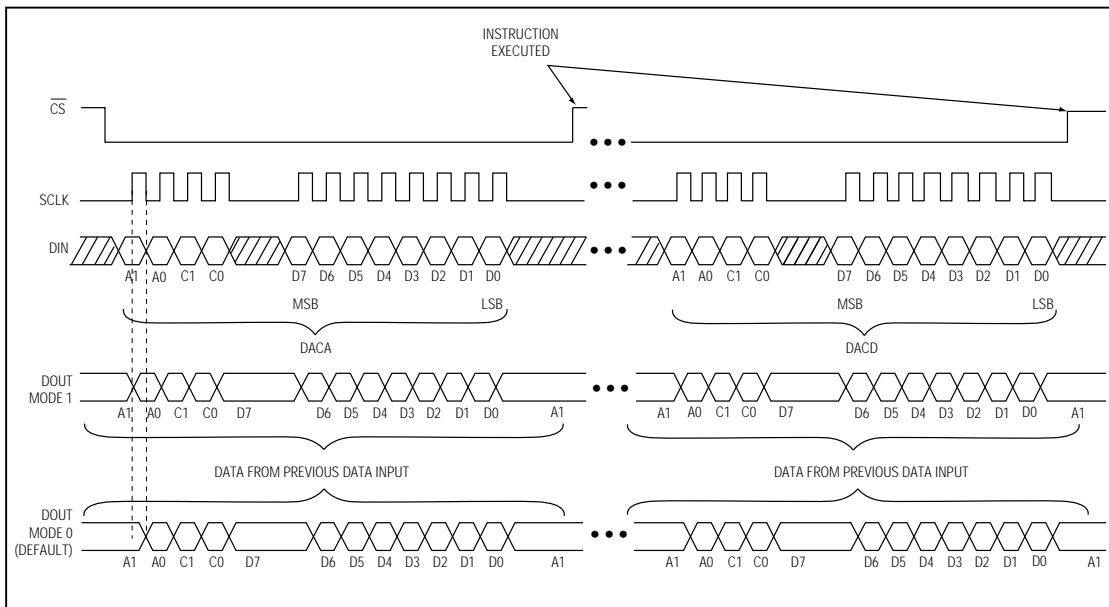 INSTRUCTION
EXECUTED
CS
SCLK
DIN
A1 A0 C1 C0 D7 D6 D5 D4 D3 D2 D1 D0 A1 A0 C1 C0 D7 D6 D5 D4 D3 D2 D1 D0
MSB LSB MSB LSB
DACA DACD
DOUT
MODE 1
A1 A0 C1 C0 D7 D6 D5 D4 D3 D2 D1 D0 A1 A1 A0 C1 C0 D7 D6 D5 D4 D3 D2 D1 D0 A1
DATA FROM PREVIOUS DATA INPUT DATA FROM PREVIOUS DATA INPUT
DOUT
MODE 0
(DEFAULT)
A1 A0 C1 C0 D7 D6 D5 D4 D3 D2 D1 D0 A1 A1 A0 C1 C0 D7 D6 D5 D4 D3 D2 D1 D0 A1